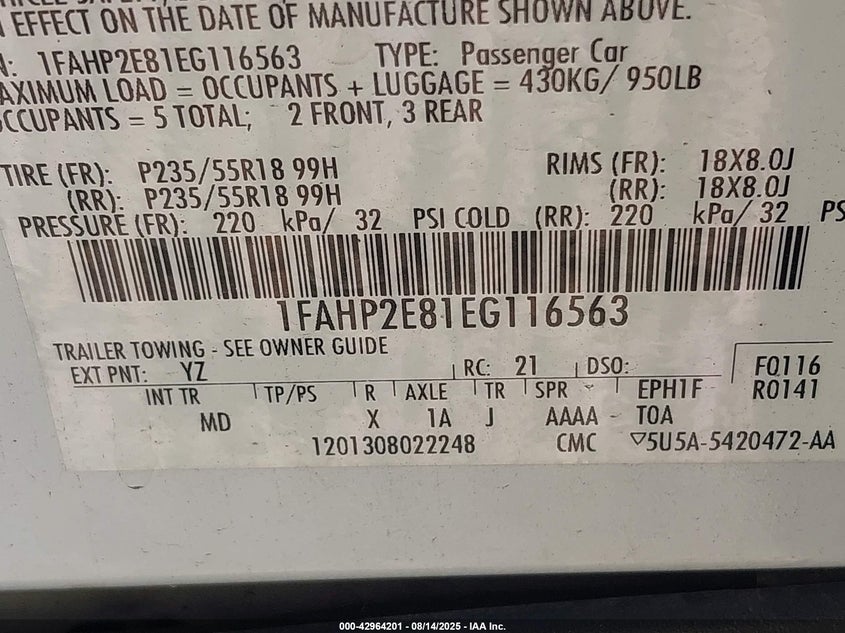 EFFECT ON THE DATE OF MANUFACTURE SHOWN ABOVE.
N: 1FAHP2E81EG116563 TYPE: Passenger Car
AXIMUM LOAD = OCCUPANTS + LUGGAGE = 430KG/ 950LB
CCUPANTS = 5 TOTAL; 2 FRONT, 3 REAR
TIRE (FR): P235/55R18 99H RIMS (FR): 18X8.0J
(RR): P235/55R18 99H (RR): 18X8.0J
PRESSURE (FR): 220 kPa/ 32 PSI COLD (RR): 220 kPa/ 32 PS
1FAHP2E81EG116563
TRAILER TOWING - SEE OWNER GUIDE
EXT PNT: YZ RC: 21 DSO: F0116
INT TR TP/PS R AXLE TR SPR EPH1F R0141
MD X 1A J AAAA TOA
1201308022248 CMC ▽5U5A-5420472-AA
000-42964201 - 08/14/2025 - IAA Inc.